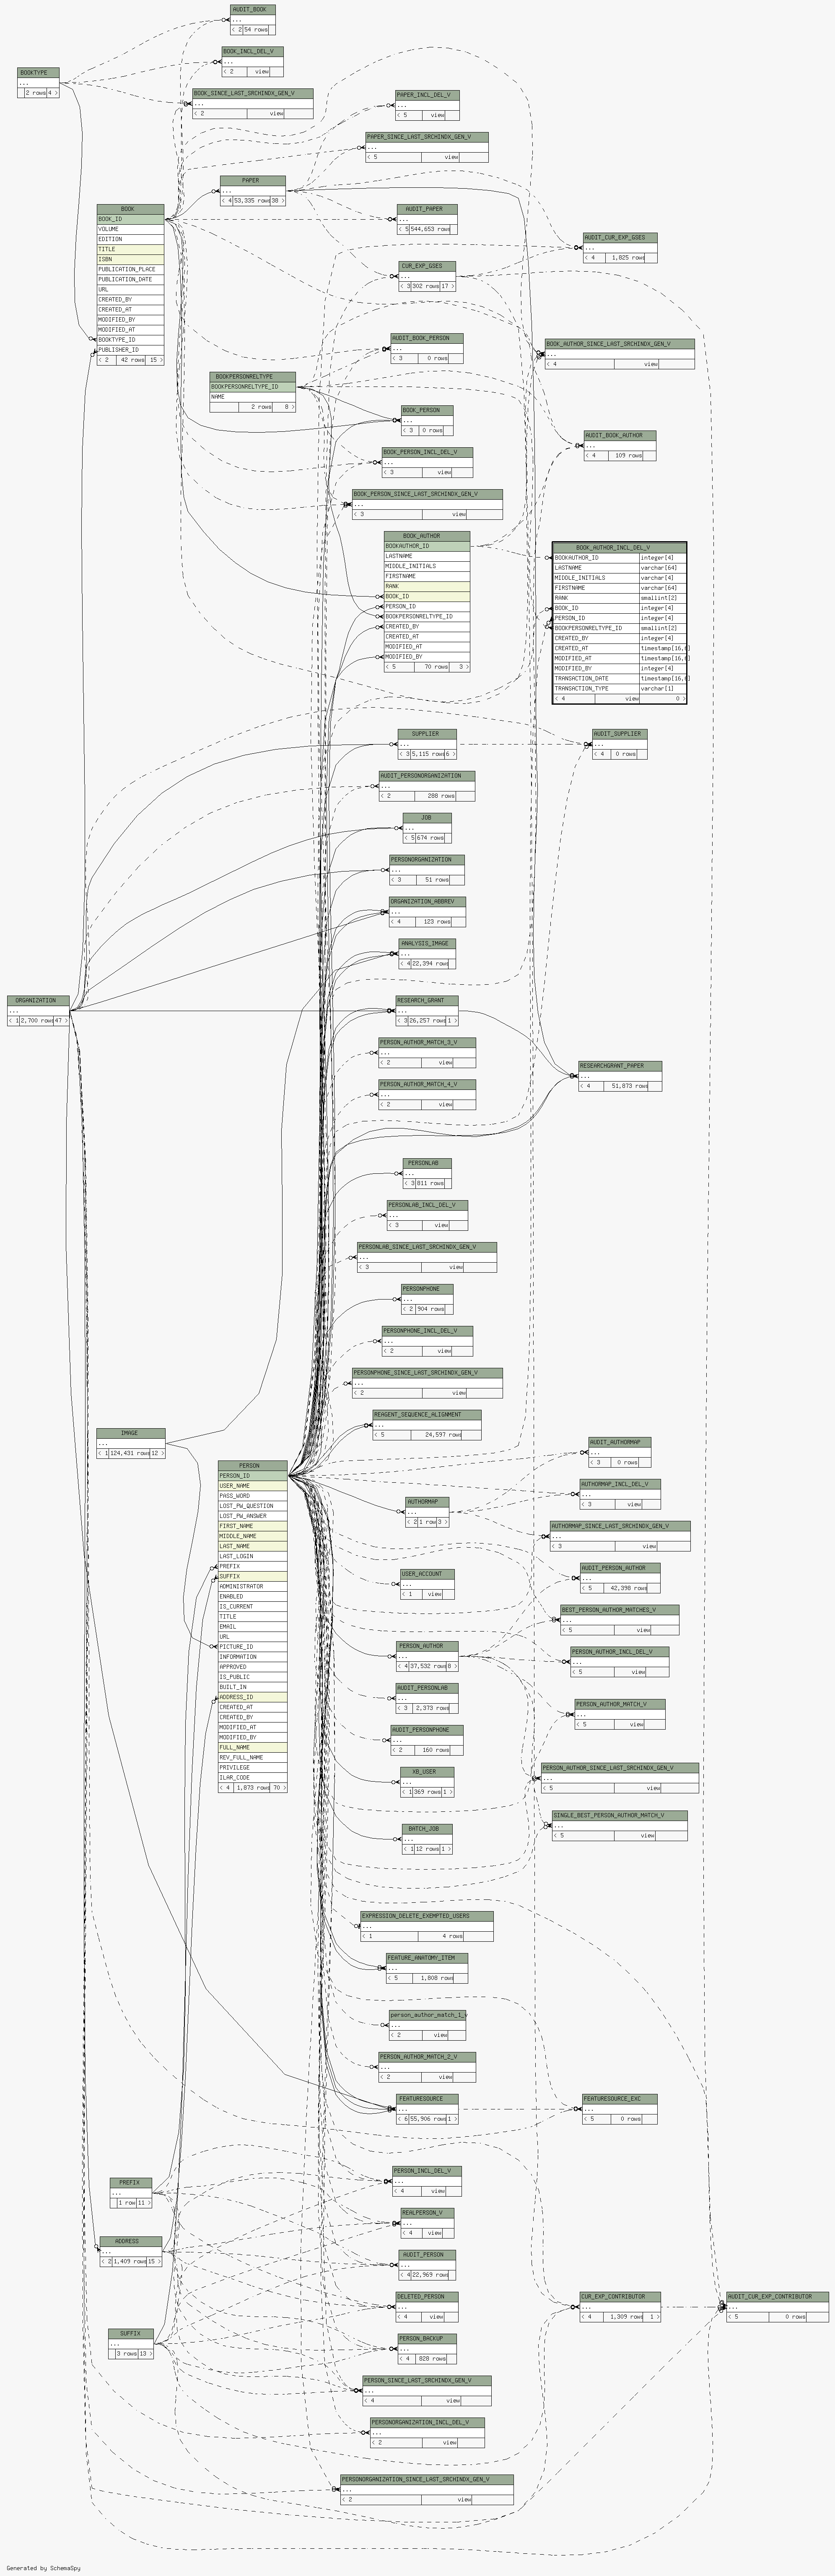 AUDIT_BOOK
...
< 2 54 rows
BOOK_INCL_DEL_V
...
< 2 view
BOOKTYPE
...
2 rows 4 >
BOOK_SINCE_LAST_SRCHINDX_GEN_V
...
< 2 view
PAPER_INCL_DEL_V
...
< 5 view
PAPER_SINCE_LAST_SRCHINDX_GEN_V
...
< 5 view
PAPER
...
< 4 53,335 rows 38 >
AUDIT_PAPER
...
< 5 544,653 rows
BOOK
BOOK_ID
VOLUME
EDITION
TITLE
ISBN
PUBLICATION_PLACE
PUBLICATION_DATE
URL
CREATED_BY
CREATED_AT
MODIFIED_BY
MODIFIED_AT
BOOKTYPE_ID
PUBLISHER_ID
< 2 42 rows 15 >
AUDIT_CUR_EXP_GSES
...
< 4 1,825 rows
CUR_EXP_GSES
...
< 3 302 rows 17 >
AUDIT_BOOK_PERSON
...
< 3 0 rows
BOOK_AUTHOR_SINCE_LAST_SRCHINDX_GEN_V
...
< 4 view
BOOKPERSONRELTYPE
BOOKPERSONRELTYPE_ID
NAME
2 rows 8 >
BOOK_PERSON
...
< 3 0 rows
AUDIT_BOOK_AUTHOR
...
< 4 109 rows
BOOK_PERSON_INCL_DEL_V
...
< 3 view
BOOK_PERSON_SINCE_LAST_SRCHINDX_GEN_V
...
< 3 view
BOOK_AUTHOR
BOOKAUTHOR_ID
LASTNAME
MIDDLE_INITIALS
FIRSTNAME
RANK
BOOK_ID
PERSON_ID
BOOKPERSONRELTYPE_ID
CREATED_BY
CREATED_AT
MODIFIED_AT
MODIFIED_BY
< 5 70 rows 3 >
BOOK_AUTHOR_INCL_DEL_V
BOOKAUTHOR_ID integer[4]
LASTNAME varchar[64]
MIDDLE_INITIALS varchar[4]
FIRSTNAME varchar[64]
RANK smallint[2]
BOOK_ID integer[4]
PERSON_ID integer[4]
BOOKPERSONRELTYPE_ID smallint[2]
CREATED_BY integer[4]
CREATED_AT timestamp[16,6]
MODIFIED_AT timestamp[16,6]
MODIFIED_BY integer[4]
TRANSACTION_DATE timestamp[16,6]
TRANSACTION_TYPE varchar[1]
< 4 view 0 >
SUPPLIER
...
< 3 5,115 rows 6 >
AUDIT_SUPPLIER
...
< 4 0 rows
AUDIT_PERSONORGANIZATION
...
< 2 288 rows
JOB
...
< 5 674 rows
PERSONORGANIZATION
...
< 3 51 rows
ORGANIZATION_ABBREV
...
< 4 123 rows
ANALYSIS_IMAGE
...
< 4 22,394 rows
ORGANIZATION
...
< 1 2,700 rows 47 >
RESEARCH_GRANT
...
< 3 26,257 rows 1 >
PERSON_AUTHOR_MATCH_3_V
...
< 2 view
RESEARCHGRANT_PAPER
...
< 4 51,873 rows
PERSON_AUTHOR_MATCH_4_V
...
< 2 view
PERSONLAB
...
< 3 811 rows
PERSONLAB_INCL_DEL_V
...
< 3 view
PERSONLAB_SINCE_LAST_SRCHINDX_GEN_V
...
< 3 view
PERSONPHONE
...
< 2 904 rows
PERSONPHONE_INCL_DEL_V
...
< 2 view
PERSONPHONE_SINCE_LAST_SRCHINDX_GEN_V
...
< 2 view
REAGENT_SEQUENCE_ALIGNMENT
...
< 5 24,597 rows
IMAGE
...
< 1 124,431 rows 12 >
AUDIT_AUTHORMAP
...
< 3 0 rows
PERSON
PERSON_ID
USER_NAME
PASS_WORD
LOST_PW_QUESTION
LOST_PW_ANSWER
FIRST_NAME
MIDDLE_NAME
LAST_NAME
LAST_LOGIN
PREFIX
SUFFIX
ADMINISTRATOR
ENABLED
IS_CURRENT
TITLE
EMAIL
URL
PICTURE_ID
INFORMATION
APPROVED
IS_PUBLIC
BUILT_IN
ADDRESS_ID
CREATED_AT
CREATED_BY
MODIFIED_AT
MODIFIED_BY
FULL_NAME
REV_FULL_NAME
PRIVILEGE
ILAR_CODE
< 4 1,873 rows 70 >
AUTHORMAP_INCL_DEL_V
...
< 3 view
AUTHORMAP
...
< 2 1 row 3 >
AUTHORMAP_SINCE_LAST_SRCHINDX_GEN_V
...
< 3 view
AUDIT_PERSON_AUTHOR
...
< 5 42,398 rows
USER_ACCOUNT
...
< 1 view
BEST_PERSON_AUTHOR_MATCHES_V
...
< 5 view
PERSON_AUTHOR
...
< 4 37,532 rows 8 >
PERSON_AUTHOR_INCL_DEL_V
...
< 5 view
AUDIT_PERSONLAB
...
< 3 2,373 rows
PERSON_AUTHOR_MATCH_V
...
< 5 view
AUDIT_PERSONPHONE
...
< 2 160 rows
PERSON_AUTHOR_SINCE_LAST_SRCHINDX_GEN_V
...
< 5 view
XB_USER
...
< 1 369 rows 1 >
SINGLE_BEST_PERSON_AUTHOR_MATCH_V
...
< 5 view
BATCH_JOB
...
< 1 12 rows 1 >
EXPRESSION_DELETE_EXEMPTED_USERS
...
< 1 4 rows
FEATURE_ANATOMY_ITEM
...
< 5 1,808 rows
person_author_match_1_v
...
< 2 view
PERSON_AUTHOR_MATCH_2_V
...
< 2 view
FEATURESOURCE
...
< 6 55,906 rows 1 >
FEATURESOURCE_EXC
...
< 5 0 rows
PERSON_INCL_DEL_V
...
< 4 view
PREFIX
...
1 row 11 >
REALPERSON_V
...
< 4 view
ADDRESS
...
< 2 1,409 rows 15 >
AUDIT_PERSON
...
< 4 22,969 rows
DELETED_PERSON
...
< 4 view
CUR_EXP_CONTRIBUTOR
...
< 4 1,309 rows 1 >
AUDIT_CUR_EXP_CONTRIBUTOR
...
< 5 0 rows
SUFFIX
...
3 rows 13 >
PERSON_BACKUP
...
< 4 828 rows
PERSON_SINCE_LAST_SRCHINDX_GEN_V
...
< 4 view
PERSONORGANIZATION_INCL_DEL_V
...
< 2 view
PERSONORGANIZATION_SINCE_LAST_SRCHINDX_GEN_V
...
< 2 view
Generated by SchemaSpy